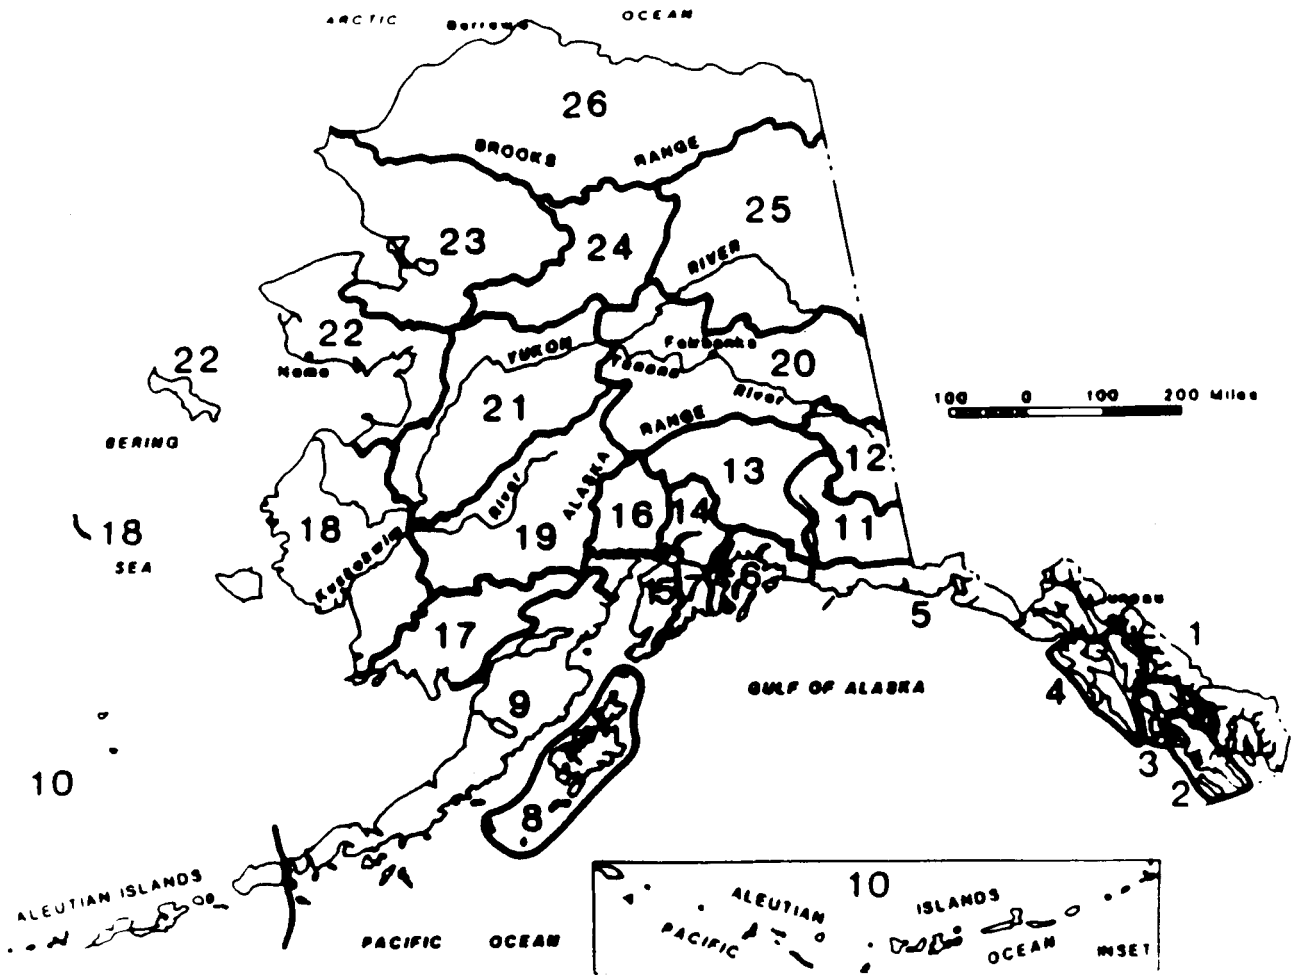 ARCTIC OCEAN
Barrow
26
BROOKS RANGE
25
23
24
RIVER
22
22
YUKON
Fairbanks
Nome
Tanana
20
River
100 0 100 200 Miles
21
RANGE
BERING
12
13
ALASKA
River
16
14
11
18
18
19
SEA
Kuskokwim
15
7
6
5
Juneau
17
1
GULF OF ALASKA
4
9
3
10
2
8
ALEUTIAN ISLANDS
PACIFIC OCEAN
10
ALEUTIAN ISLANDS
PACIFIC OCEAN
INSET